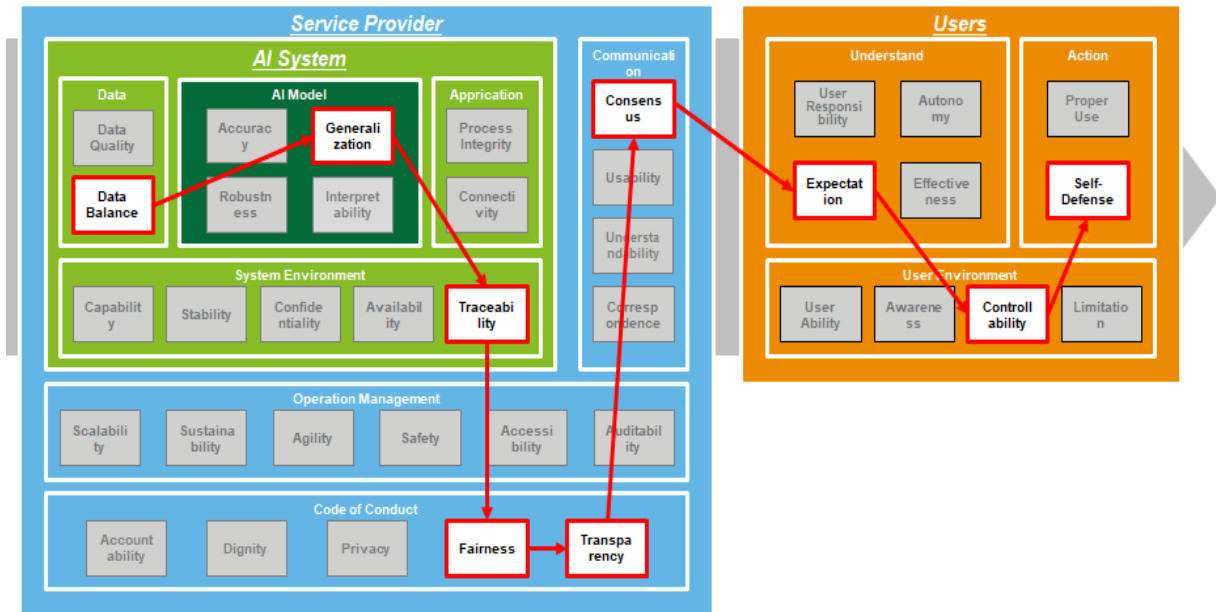 Service Provider
AI System
Data
Data
Quality
Data
Balance
AI Model
Accurac
y
Generali
zation
Robustn
ess
Interpret
ability
Apprication
Process
Integrity
Connecti
vity
System Environment
Capabilit
y
Stability
Confide
ntiality
Availabil
ity
Traceabi
lity
Communicati
on
Consens
us
Usability
Understa
ndability
Corresp
ondence
Operation Management
Scalabili
ty
Sustaina
bility
Agility
Safety
Accessi
bility
Auditabil
ity
Code of Conduct
Account
ability
Dignity
Privacy
Fairness
Transpa
rency
Users
Understand
User
Responsi
bility
Autono
my
Expectat
ion
Effective
ness
Action
Proper
Use
Self-
Defense
User Environment
User
Ability
Awarene
ss
Controll
ability
Limitatio
n